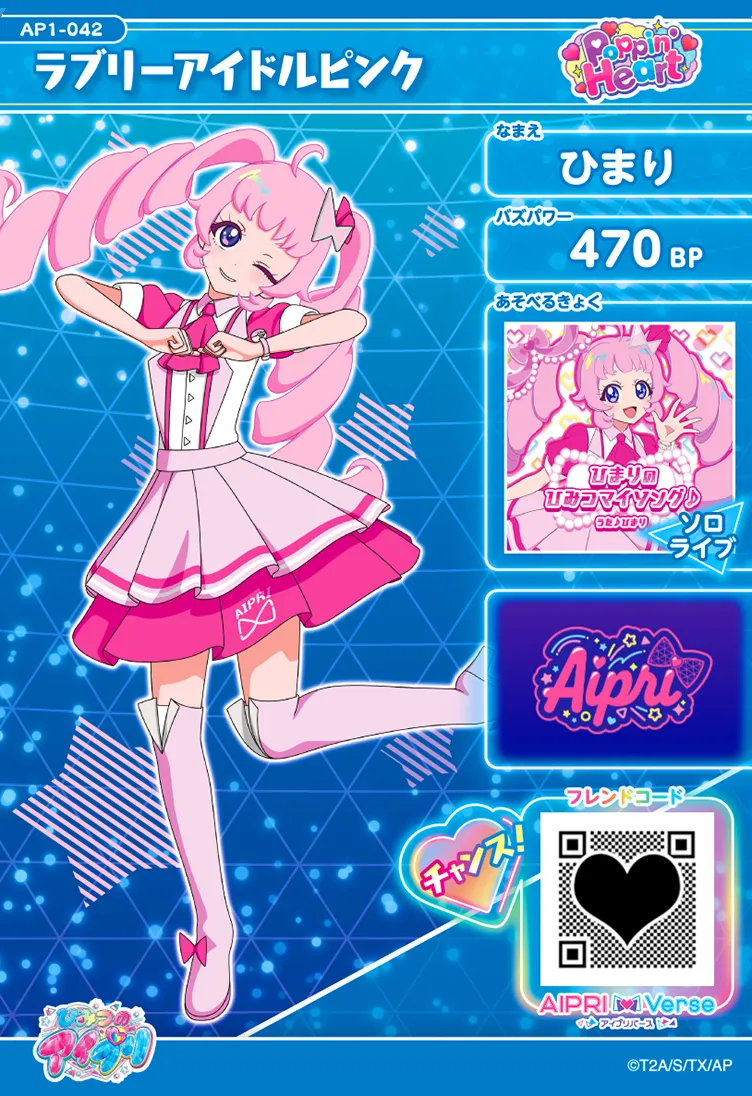 AP1-042
ラブリーアイドルピンク
Poppin'
Heart
なまえ
ひまり
バズパワー
470 BP
あそべるきょく
ひまりの
ひみつマイソング♪
うた♪ひまり
ソロ
ライブ
AIPRI
Aipri
フレンドコード
チャンス!
AIPRI Verse
アイプリバース
ひみつの
アイプリ
©T2A/S/TX/AP